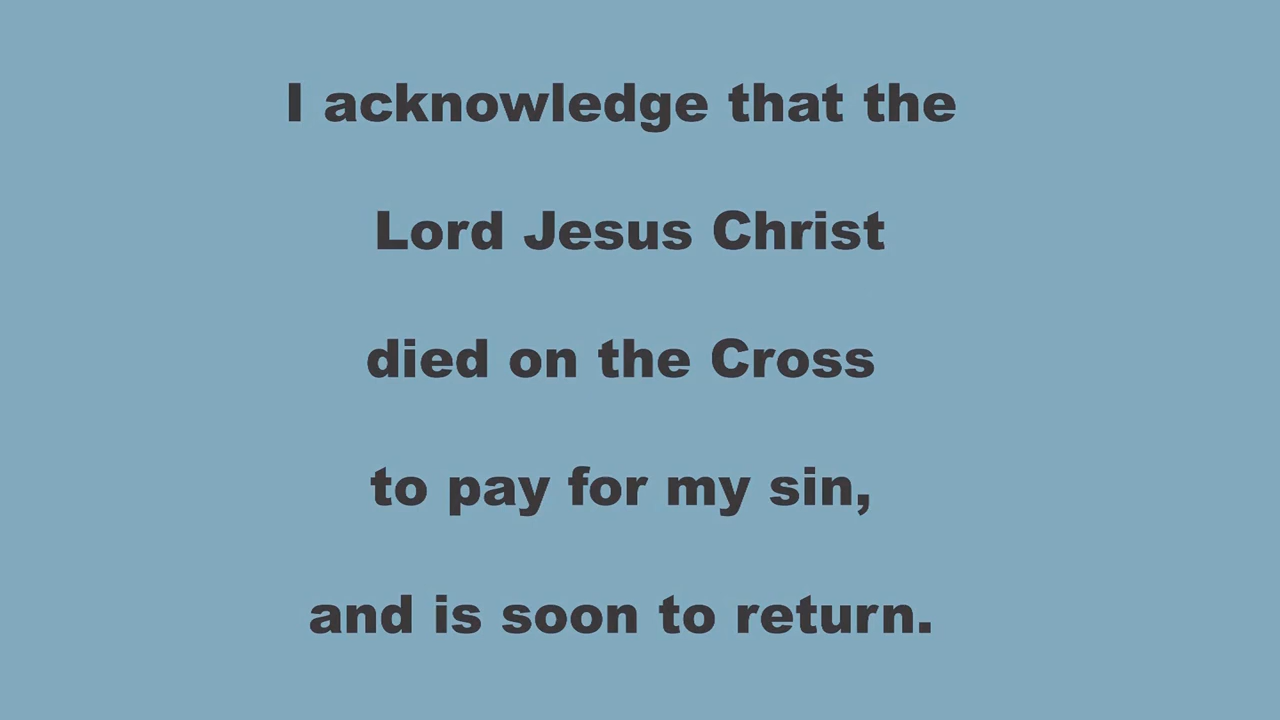 I acknowledge that the
Lord Jesus Christ
died on the Cross
to pay for my sin,
and is soon to return.